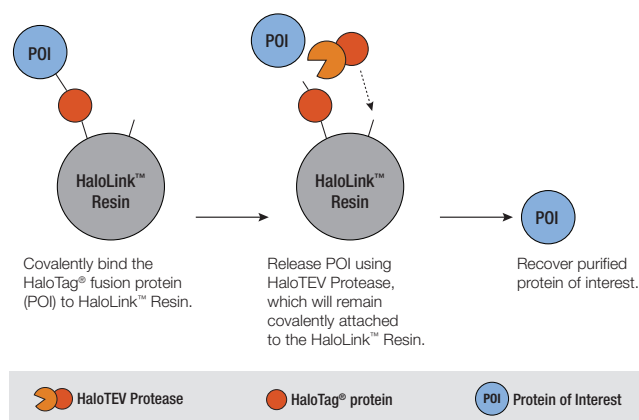 POI
HaloLink™
Resin
Covalently bind the
HaloTag® fusion protein
(POI) to HaloLink™ Resin.
POI
HaloLink™
Resin
Release POI using
HaloTEV Protease,
which will remain
covalently attached
to the HaloLink™ Resin.
POI
Recover purified
protein of interest.
HaloTEV Protease
HaloTag® protein
POI Protein of Interest